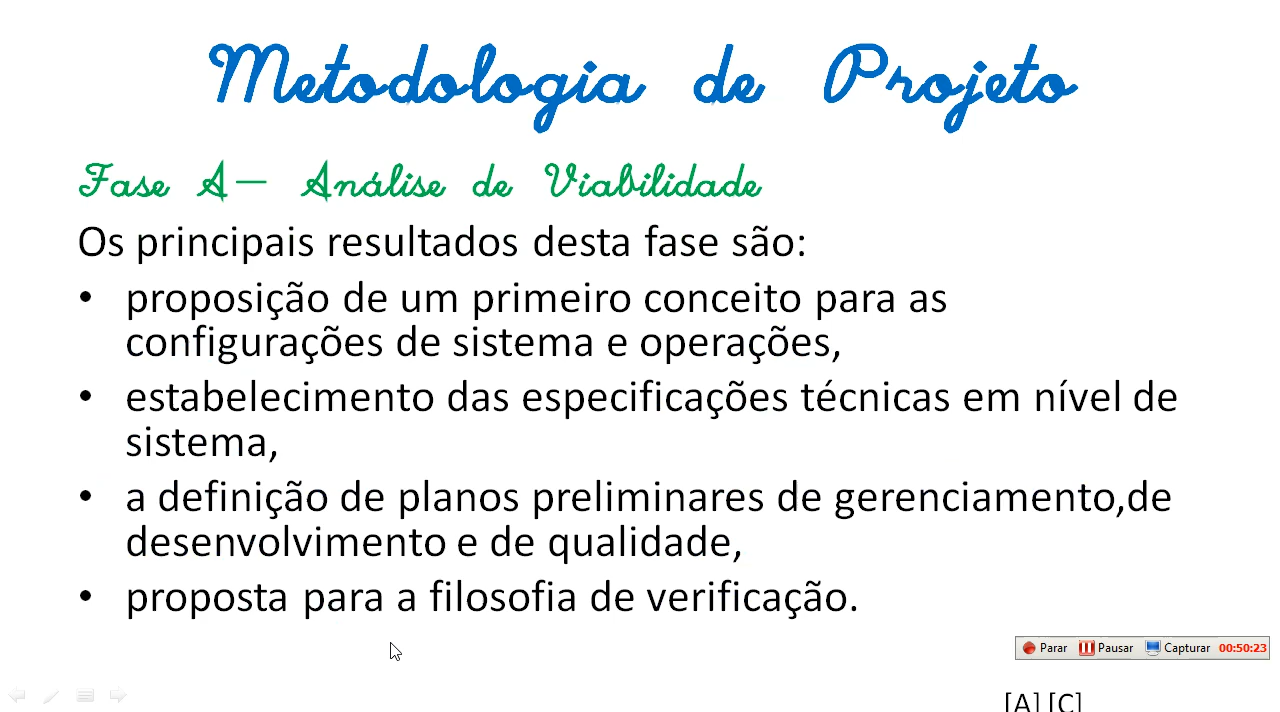 Metodologia de Projeto
Fase A– Análise de Viabilidade
Os principais resultados desta fase são:
• proposição de um primeiro conceito para as
configurações de sistema e operações,
• estabelecimento das especificações técnicas em nível de
sistema,
• a definição de planos preliminares de gerenciamento,de
desenvolvimento e de qualidade,
• proposta para a filosofia de verificação.
Parar Pausar Capturar 00:50:23
[A] [C]